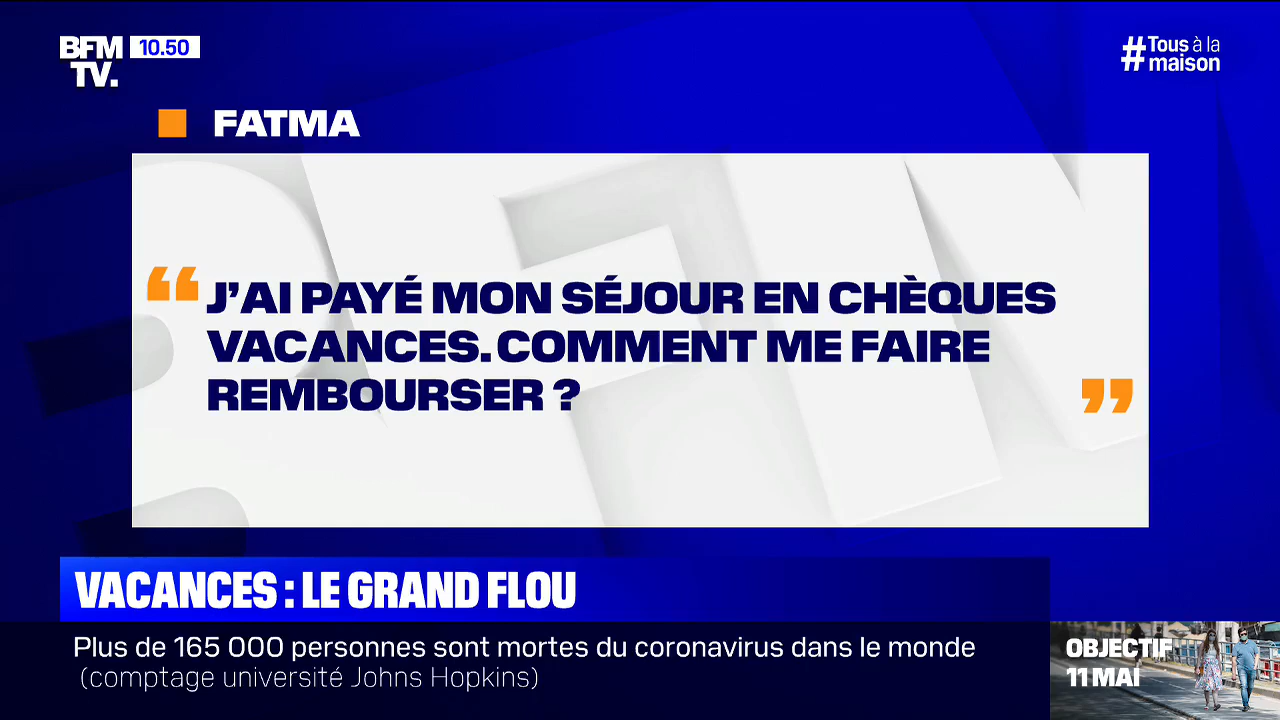 BFM
TV.
10.50
#Tous à la
maison
FATMA
“J’AI PAYÉ MON SÉJOUR EN CHÈQUES
VACANCES. COMMENT ME FAIRE
REMBOURSER ?”
VACANCES : LE GRAND FLOU
Plus de 165 000 personnes sont mortes du coronavirus dans le monde
(comptage université Johns Hopkins)
OBJECTIF
11 MAI